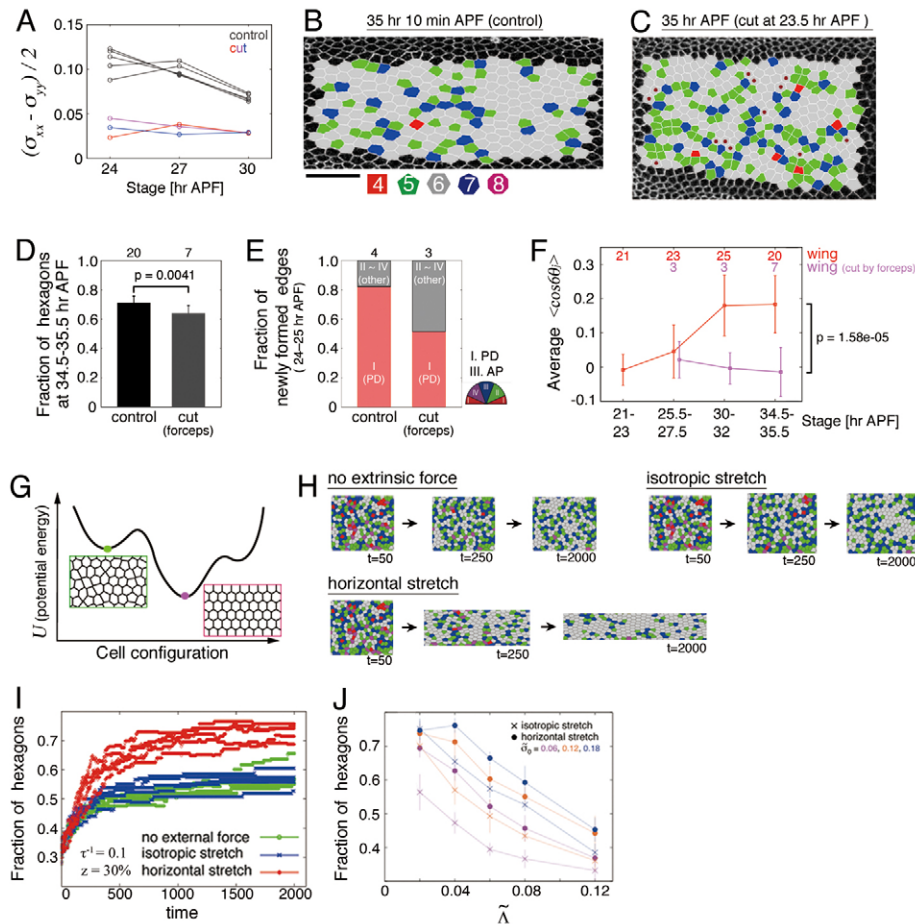 A
(σxx - σyy) / 2
0.15
0.10
0.05
0
control
cut
24
27
30
Stage [hr APF]
B
35 hr 10 min APF (control)
4 5 6 7 8
C
35 hr APF (cut at 23.5 hr APF )
D
Fraction of hexagons
at 34.5-35.5 hr APF
20 7
p = 0.0041
1.0
0.8
0.6
0.4
0.2
0
control cut
(forceps)
E
Fraction of
newly formed edges
( 24–25 hr APF)
4 3
1.0
0.8
0.6
0.4
0.2
0.0
II ~ IV
(other)
II ~ IV
(other)
I
(PD)
I
(PD)
control cut
(forceps)
I. PD
III. AP
F
Average <cos6θj>
21 23 25 20 wing
3 3 7 wing (cut by forceps)
0.3
0.2
0.1
0
-0.1
p = 1.58e-05
21-
23
25.5-
27.5
30-
32
34.5-
35.5
Stage [hr APF]
G
U (potential energy)
Cell configuration
H
no extrinsic force
t=50
t=250
t=2000
isotropic stretch
t=50
t=250
t=2000
horizontal stretch
t=50
t=250
t=2000
I
Fraction of hexagons
0.7
0.6
0.5
0.4
0.3
τ⁻¹ = 0.1
z = 30%
no external force
isotropic stretch
horizontal stretch
0 500 1000 1500 2000
time
J
Fraction of hexagons
0.7
0.6
0.5
0.4
0.3
isotropic stretch
horizontal stretch
σ̃₀ = 0.06, 0.12, 0.18
0 0.04 0.08 0.12
Λ̃